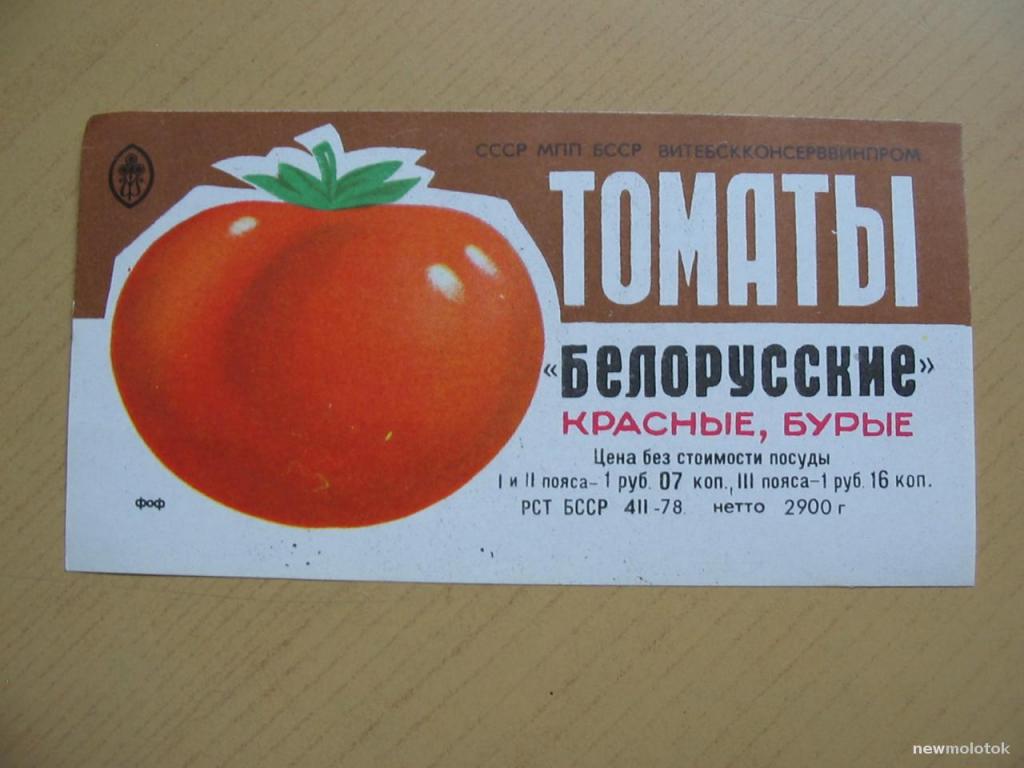 СССР МПП БССР ВИТЕБСККОНСЕРВВИНПРОМ
ТОМАТЫ
«БЕЛОРУССКИЕ»
КРАСНЫЕ, БУРЫЕ
Цена без стоимости посуды
I и II пояса-1 руб. 07 коп., III пояса-1 руб. 16 коп.
РСТ БССР 411-78. нетто 2900 г
фоф
newmolotok